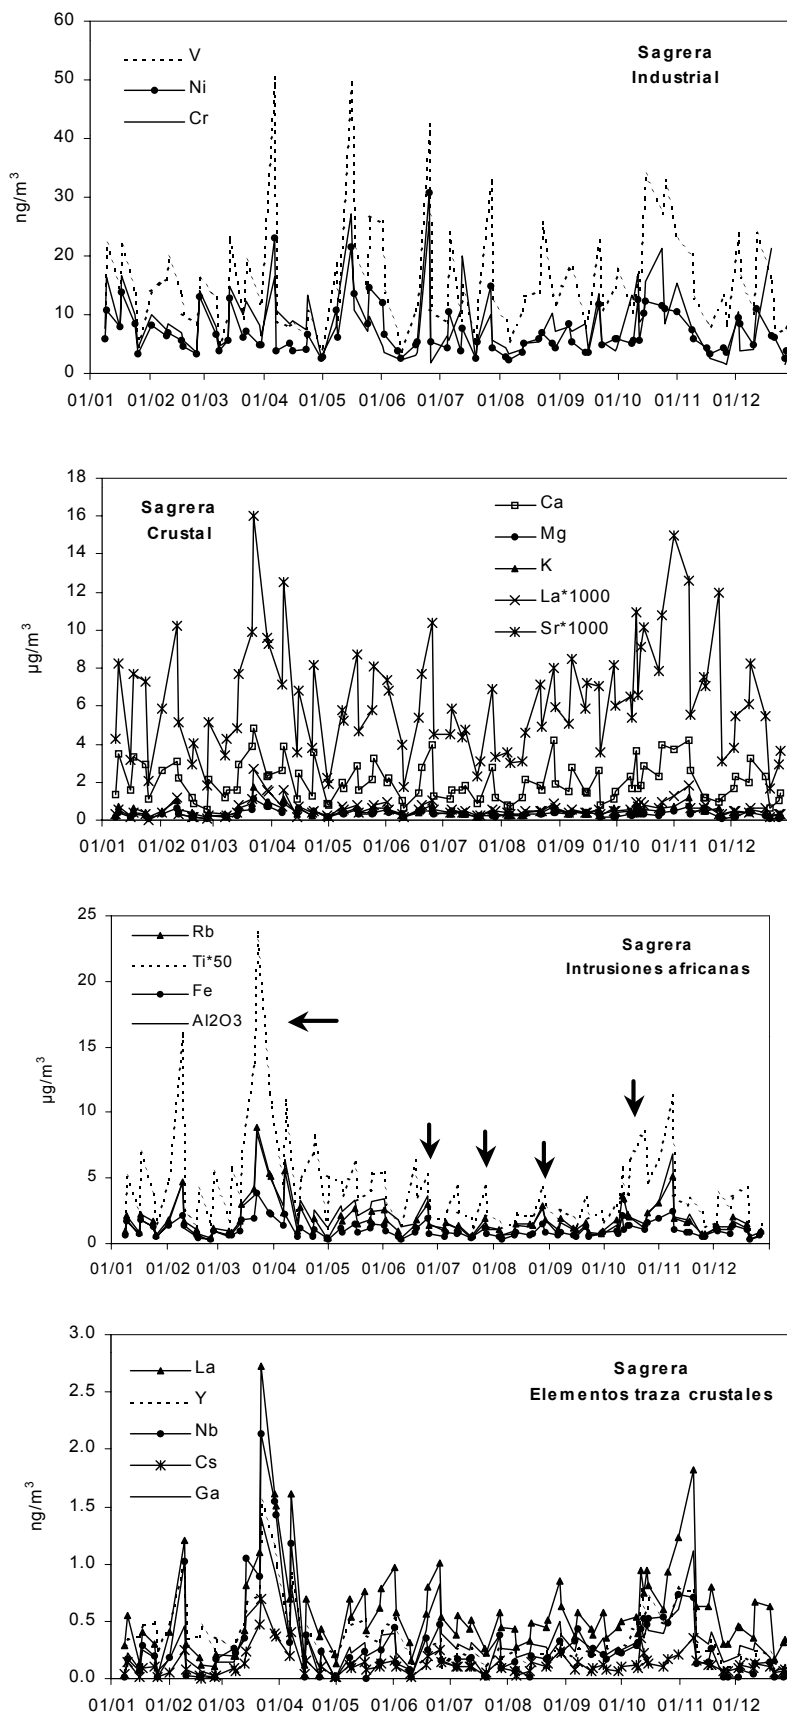 60
50
40
30
20
10
0
ng/m³
V
Ni
Cr
Sagrera
Industrial
01/01 01/02 01/03 01/04 01/05 01/06 01/07 01/08 01/09 01/10 01/11 01/12
18
16
14
12
10
8
6
4
2
0
µg/m³
Sagrera
Crustal
Ca
Mg
K
La*1000
Sr*1000
01/01 01/02 01/03 01/04 01/05 01/06 01/07 01/08 01/09 01/10 01/11 01/12
25
20
15
10
5
0
µg/m³
Rb
Ti*50
Fe
Al2O3
Sagrera
Intrusiones africanas
01/01 01/02 01/03 01/04 01/05 01/06 01/07 01/08 01/09 01/10 01/11 01/12
3.0
2.5
2.0
1.5
1.0
0.5
0.0
ng/m³
La
Y
Nb
Cs
Ga
Sagrera
Elementos traza crustales
01/01 01/02 01/03 01/04 01/05 01/06 01/07 01/08 01/09 01/10 01/11 01/12